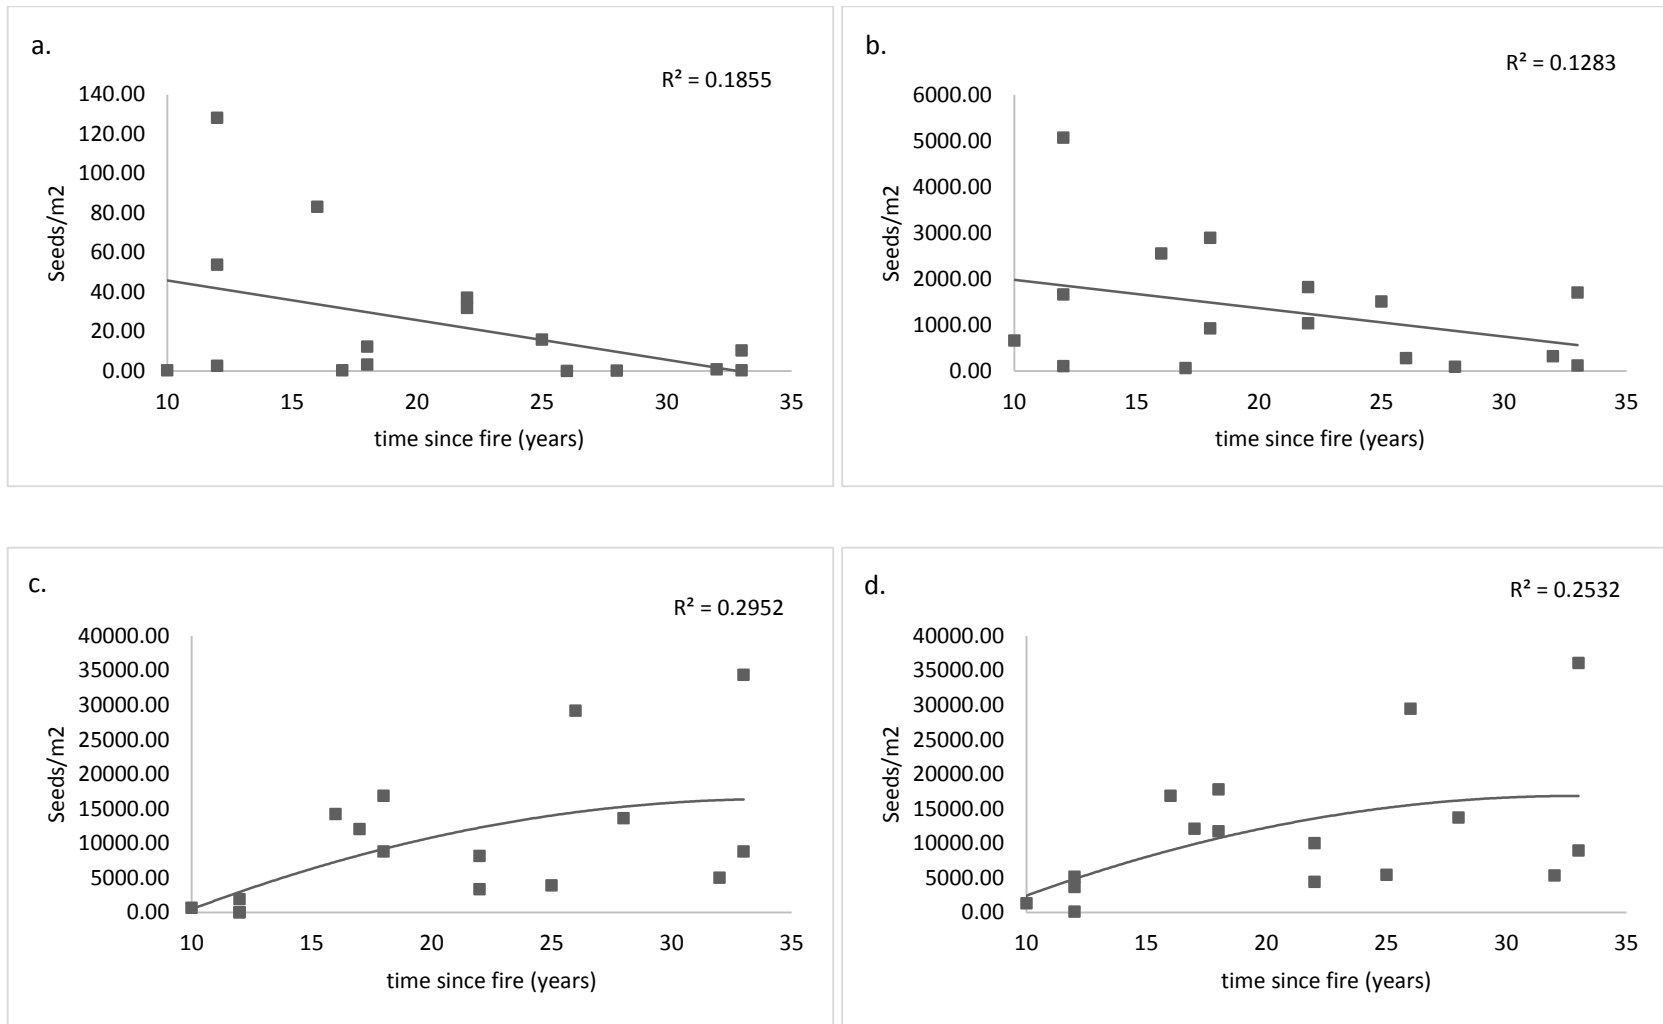 a.
R² = 0.1855
140.00
120.00
100.00
80.00
60.00
40.00
20.00
0.00
Seeds/m2
10 15 20 25 30 35
time since fire (years)
b.
R² = 0.1283
6000.00
5000.00
4000.00
3000.00
2000.00
1000.00
0.00
Seeds/m2
10 15 20 25 30 35
time since fire (years)
c.
R² = 0.2952
40000.00
35000.00
30000.00
25000.00
20000.00
15000.00
10000.00
5000.00
0.00
Seeds/m2
10 15 20 25 30 35
time since fire (years)
d.
R² = 0.2532
40000.00
35000.00
30000.00
25000.00
20000.00
15000.00
10000.00
5000.00
0.00
Seeds/m2
10 15 20 25 30 35
time since fire (years)